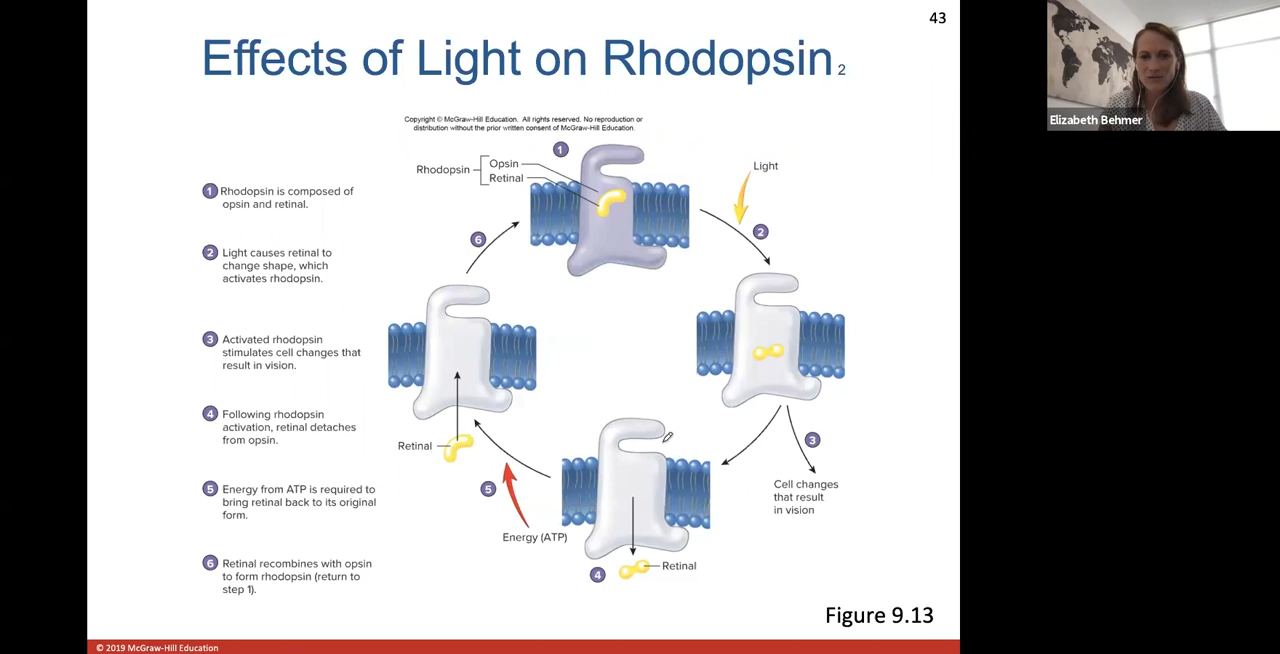 43
Effects of Light on Rhodopsin 2
Copyright © McGraw-Hill Education. All rights reserved. No reproduction or
distribution without the prior written consent of McGraw-Hill Education.
Elizabeth Behmer
1 Rhodopsin is composed of
opsin and retinal.
2 Light causes retinal to
change shape, which
activates rhodopsin.
3 Activated rhodopsin
stimulates cell changes that
result in vision.
4 Following rhodopsin
activation, retinal detaches
from opsin.
5 Energy from ATP is required to
bring retinal back to its original
form.
6 Retinal recombines with opsin
to form rhodopsin (return to
step 1).
1
Rhodopsin
Opsin
Retinal
Light
2
3
Cell changes
that result
in vision
4
Retinal
5
Energy (ATP)
Retinal
6
Figure 9.13
© 2019 McGraw-Hill Education